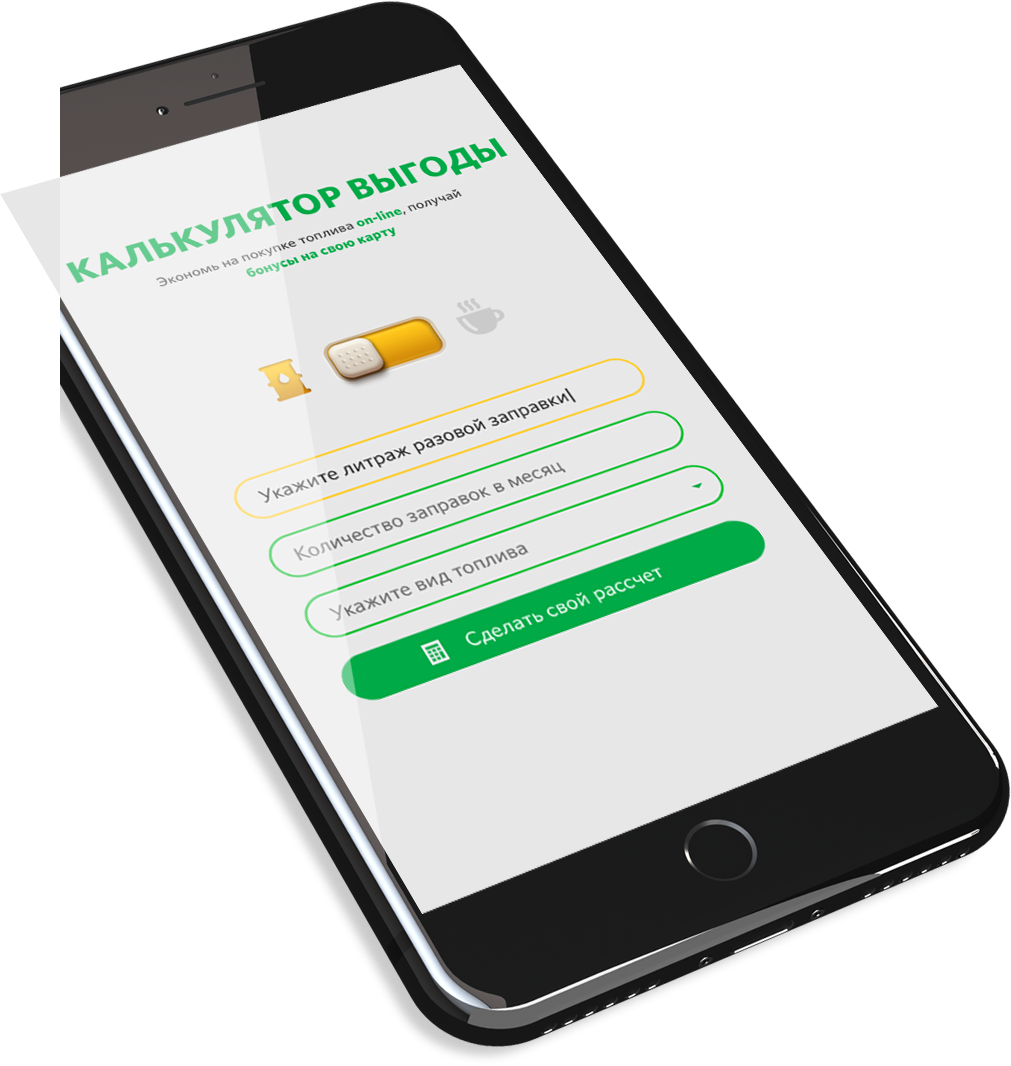 КАЛЬКУЛЯТОР ВЫГОДЫ
Экономь на покупке топлива on-line, получай
бонусы на свою карту
Укажите литраж разовой заправки
Количество заправок в месяц
Укажите вид топлива
Сделать свой рассчет